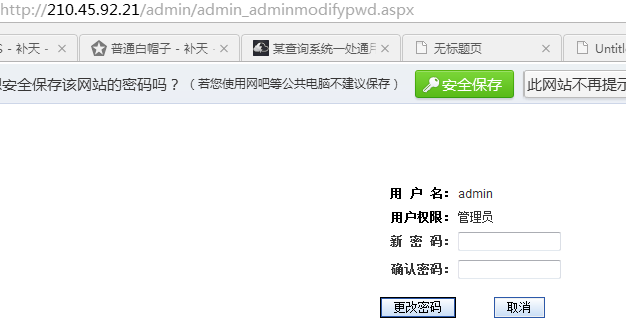 http://210.45.92.21/admin/admin_adminmodifypwd.aspx
S - 补天 - 普通白帽子 - 补天 - 某查询系统一处通用 无标题页 Untitl
安全保存该网站的密码吗？（若您使用网吧等公共电脑不建议保存） 安全保存 此网站不再提示
用 户 名： admin
用户权限： 管理员
新 密 码：
确认密码：
更改密码 取消